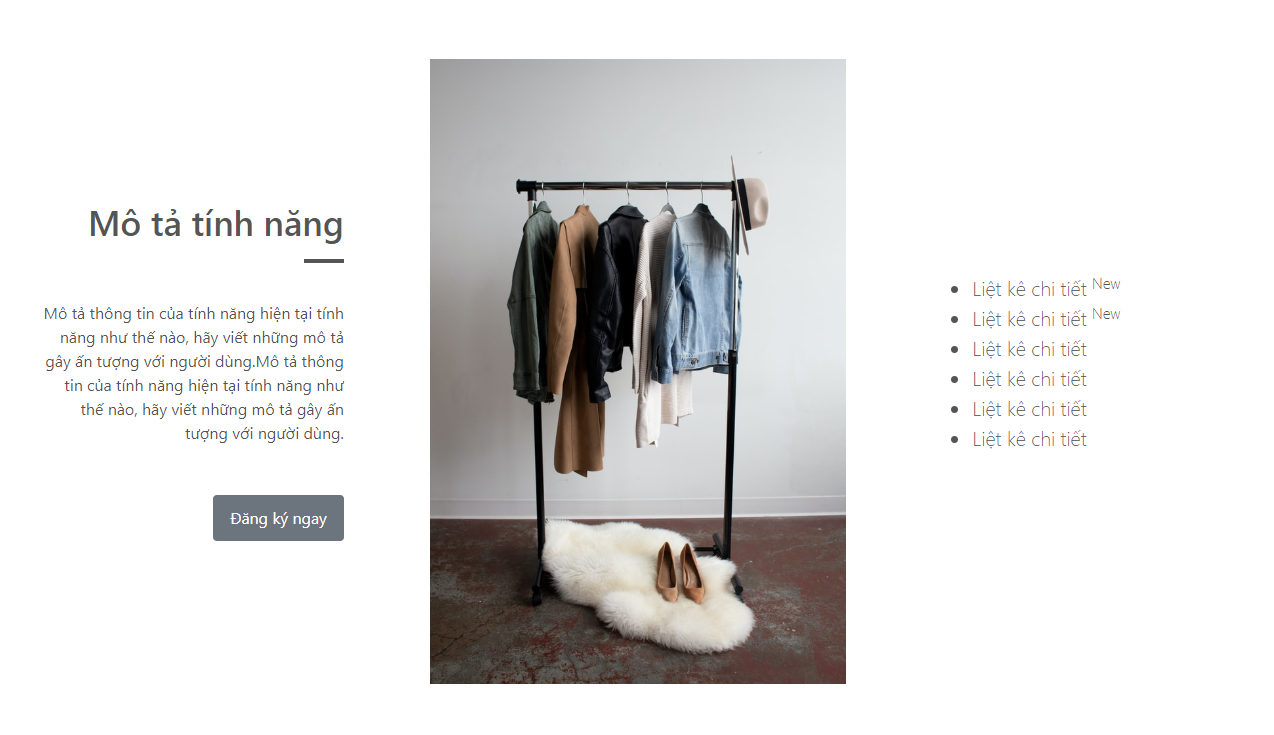 Mô tả tính năng
Mô tả thông tin của tính năng hiện tại tính
năng như thế nào, hãy viết những mô tả
gây ấn tượng với người dùng.Mô tả thông
tin của tính năng hiện tại tính năng như
thế nào, hãy viết những mô tả gây ấn
tượng với người dùng.
Đăng ký ngay
Liệt kê chi tiết New
Liệt kê chi tiết New
Liệt kê chi tiết
Liệt kê chi tiết
Liệt kê chi tiết
Liệt kê chi tiết